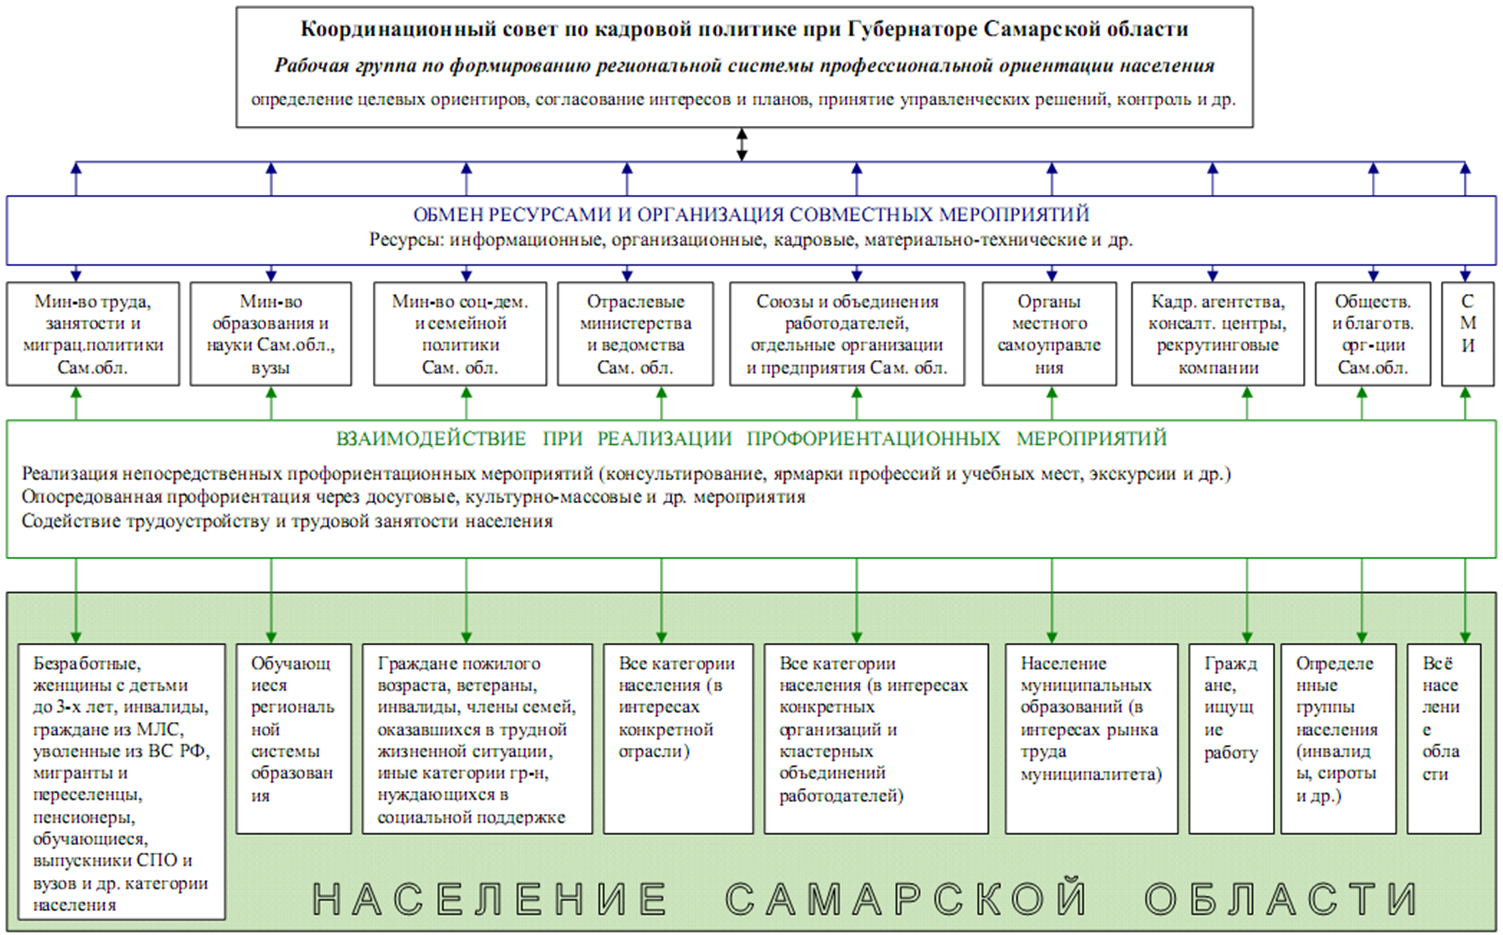 Координационный совет по кадровой политике при Губернаторе Самарской области
Рабочая группа по формированию региональной системы профессиональной ориентации населения
определение целевых ориентиров, согласование интересов и планов, принятие управленческих решений, контроль и др.
ОБМЕН РЕСУРСАМИ И ОРГАНИЗАЦИЯ СОВМЕСТНЫХ МЕРОПРИЯТИЙ
Ресурсы: информационные, организационные, кадровые, материально-технические и др.
Мин-во труда,
занятости и
миграц.политики
Сам.обл.
Мин-во
образования и
науки Сам.обл.,
вузы
Мин-во соц-дем.
и семейной
политики
Сам. обл.
Отраслевые
министерства
и ведомства
Сам. обл.
Союзы и объединения
работодателей,
отдельные организации
и предприятия Сам. обл.
Органы
местного
самоуправле
ния
Кадр. агентства,
консалт. центры,
рекрутинговые
компании
Обществ.
и благотв.
орг-ции
Сам.обл.
С
М
И
ВЗАИМОДЕЙСТВИЕ ПРИ РЕАЛИЗАЦИИ ПРОФОРИЕНТАЦИОННЫХ МЕРОПРИЯТИЙ
Реализация непосредственных профориентационных мероприятий (консультирование, ярмарки профессий и учебных мест, экскурсии и др.)
Опосредованная профориентация через досуговые, культурно-массовые и др. мероприятия
Содействие трудоустройству и трудовой занятости населения
Безработные,
женщины с детьми
до 3-х лет, инвалиды,
граждане из МЛС,
уволенные из ВС РФ,
мигранты и
переселенцы,
пенсионеры,
обучающиеся,
выпускники СПО и
вузов и др. категории
населения
Обучающ
иеся
региональ
ной
системы
образован
ия
Граждане пожилого
возраста, ветераны,
инвалиды, члены семей,
оказавшихся в трудной
жизненной ситуации,
иные категории гр-н,
нуждающихся в
социальной поддержке
Все категории
населения (в
интересах
конкретной
отрасли)
Все категории
населения (в интересах
конкретных
организаций и
кластерных
объединений
работодателей)
Население
муниципальных
образований (в
интересах рынка
труда
муниципалитета)
Гражд
ане,
ищущ
ие
работу
Определе
нные
группы
населения
(инвалид
ы, сироты
и др.)
Всё
насе
лени
е
обла
сти
НАСЕЛЕНИЕ САМАРСКОЙ ОБЛАСТИ